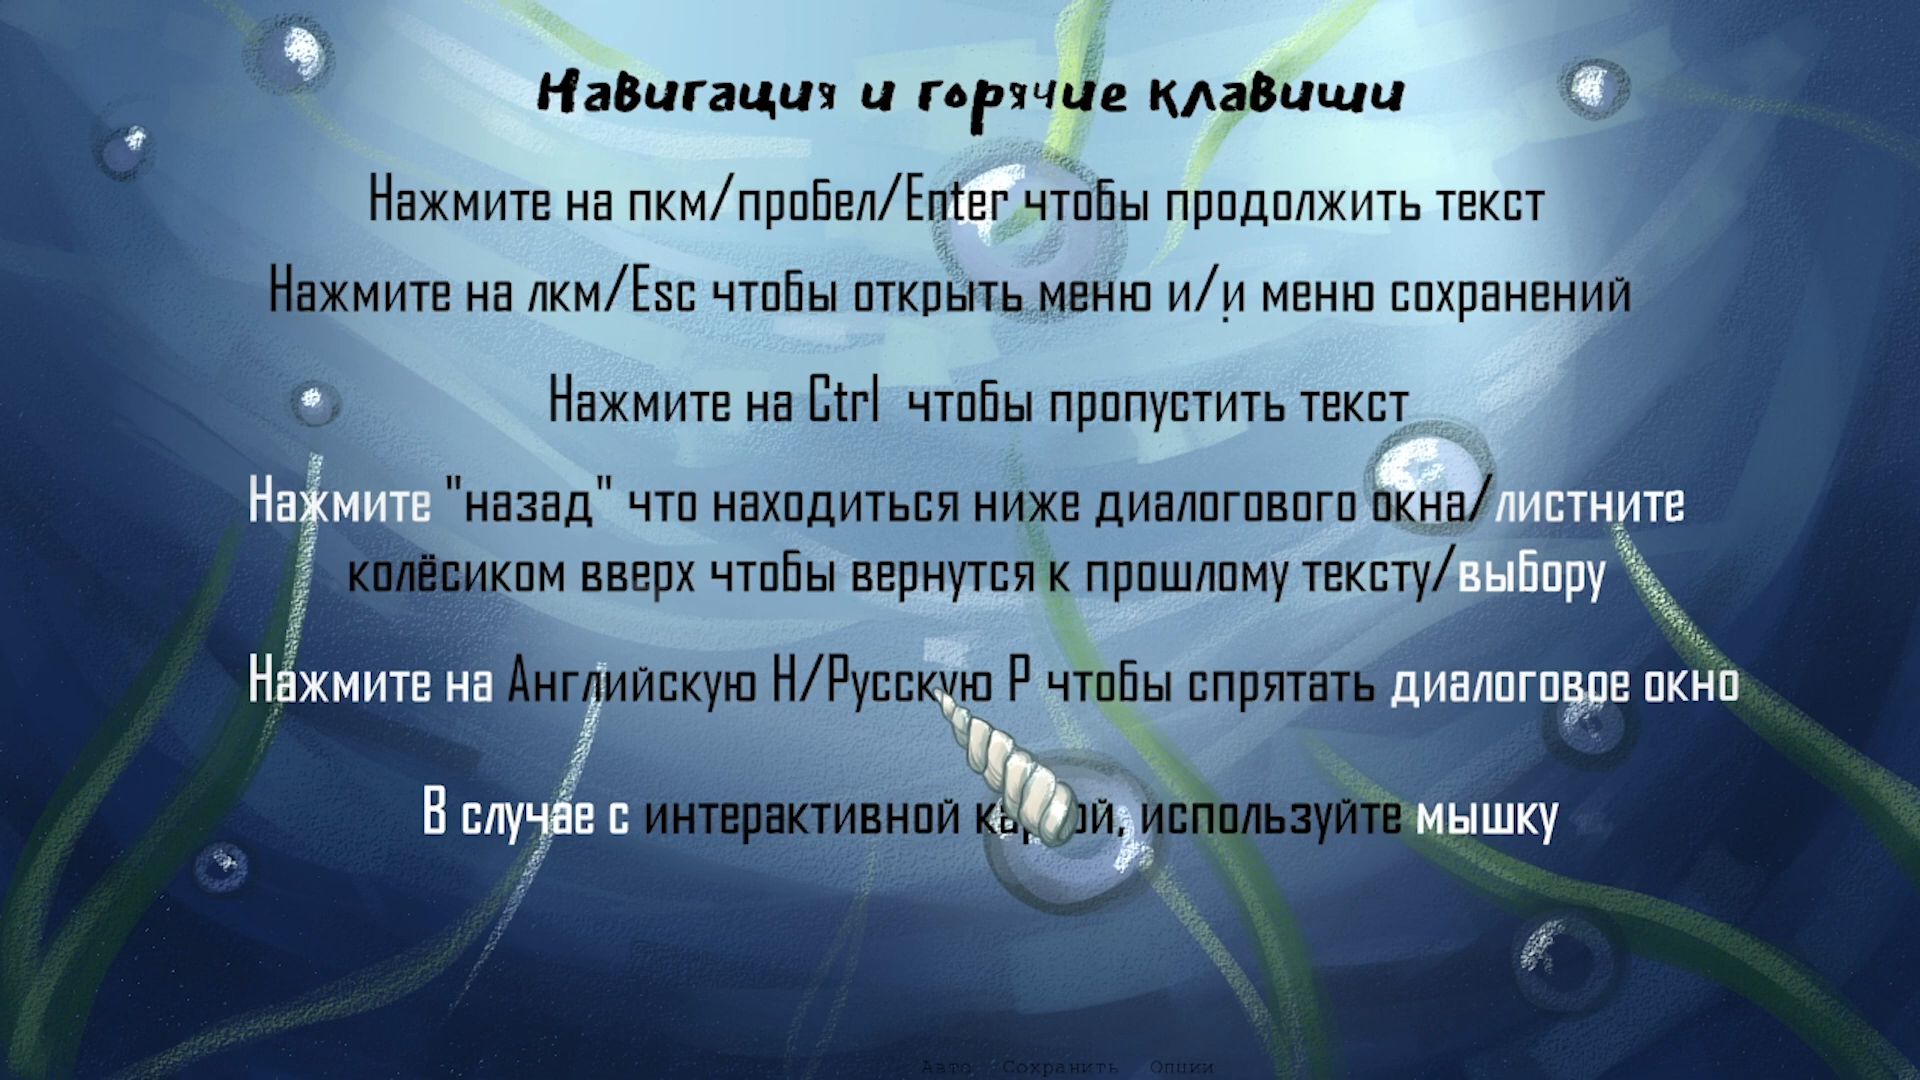 Навигация и горячие клавиши
Нажмите на пкм/пробел/Enter чтобы продолжить текст
Нажмите на лкм/Esc чтобы открыть меню и/и меню сохранений
Нажмите на Ctrl чтобы пропустить текст
Нажмите "назад" что находиться ниже диалогового окна/листните
колёсиком вверх чтобы вернутся к прошлому тексту/выбору
Нажмите на Английскую H/Русскую Р чтобы спрятать диалоговое окно
В случае с интерактивной используйте мышку
Авто Сохранить Опции